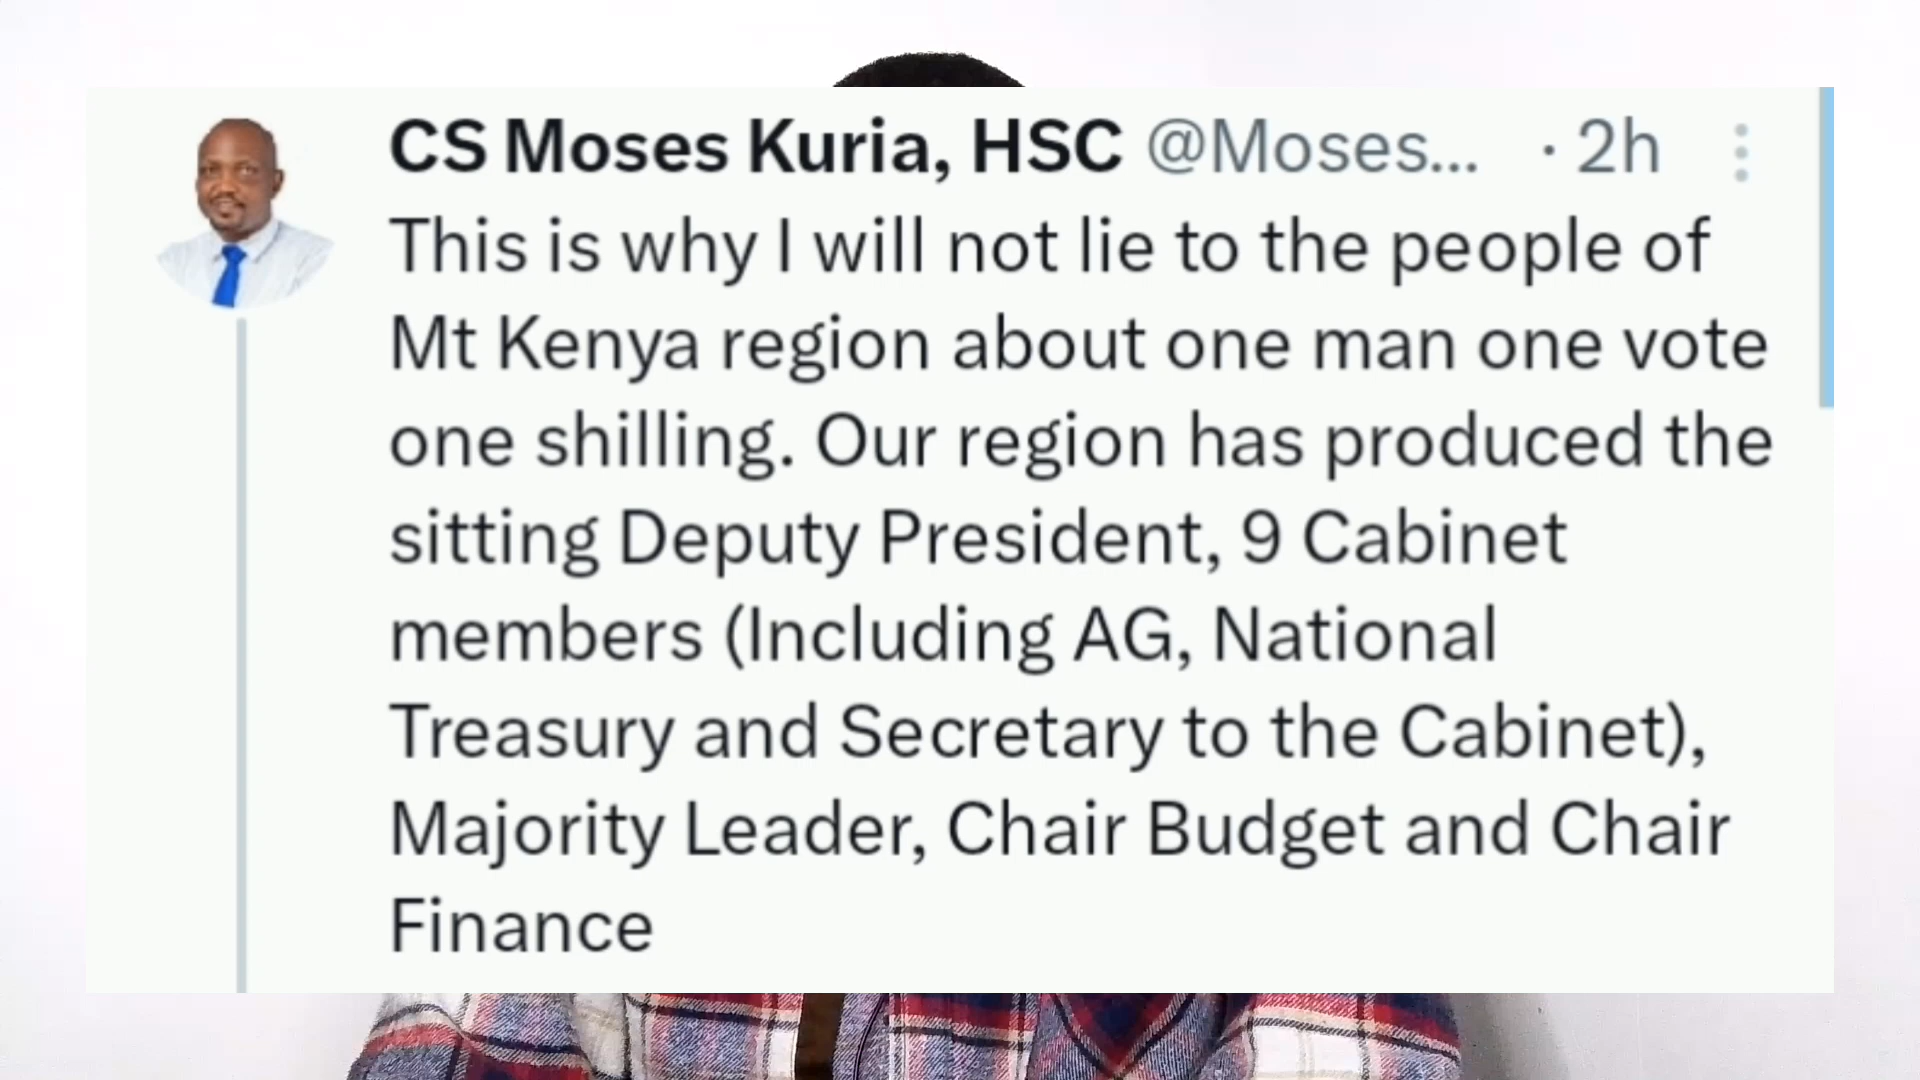 CS Moses Kuria, HSC @Moses... · 2h
This is why I will not lie to the people of
Mt Kenya region about one man one vote
one shilling. Our region has produced the
sitting Deputy President, 9 Cabinet
members (Including AG, National
Treasury and Secretary to the Cabinet),
Majority Leader, Chair Budget and Chair
Finance